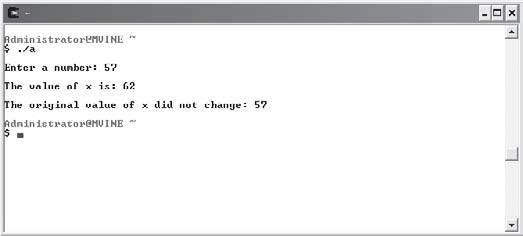 ~
Administrator@MVINE ~
$ ./a
Enter a number: 57
The value of x is: 62
The original value of x did not change: 57
Administrator@MVINE ~
$